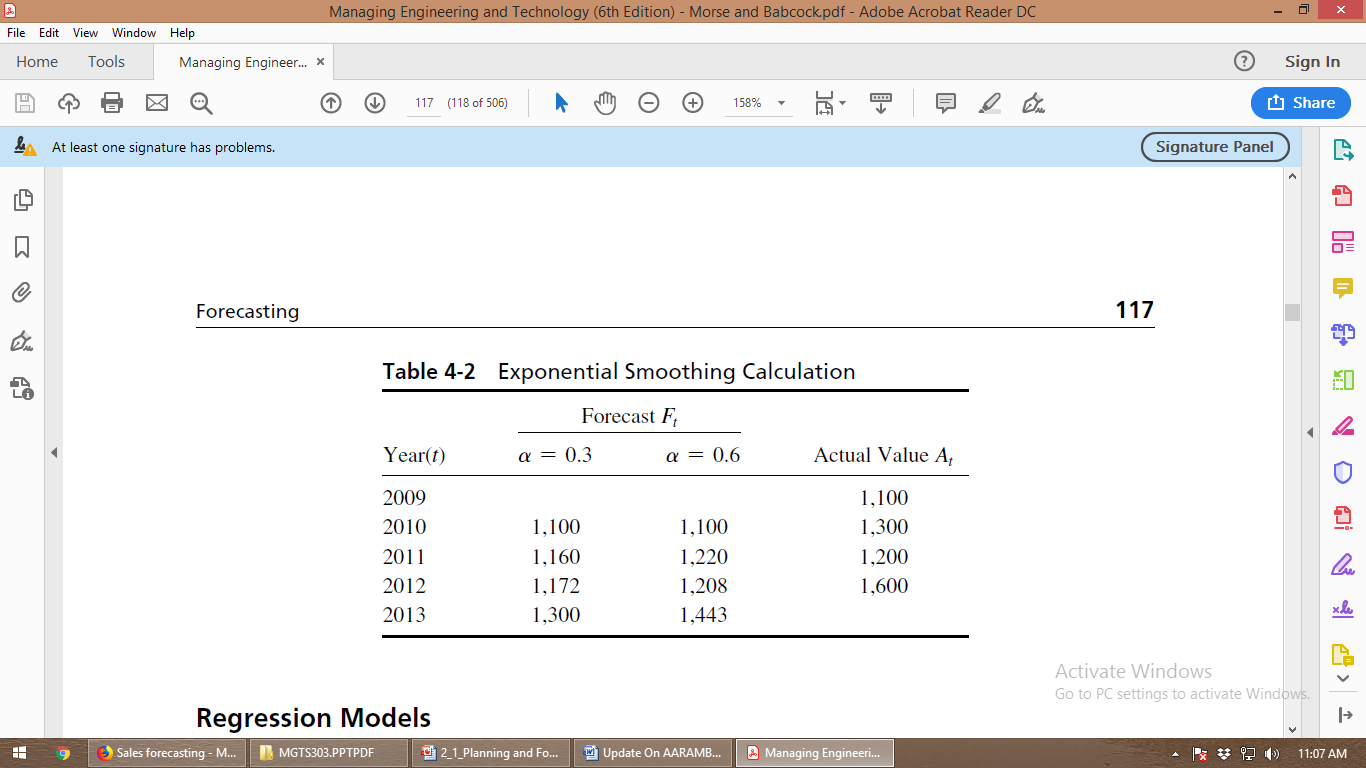 Managing Engineering and Technology (6th Edition) - Morse and Babcock.pdf - Adobe Acrobat Reader DC
File Edit View Window Help
Home Tools Managing Engineer... × ? Sign In
117 (118 of 506) 158% Share
At least one signature has problems. Signature Panel
Forecasting 117
Table 4-2 Exponential Smoothing Calculation
Forecast Fₜ
Year(t) α = 0.3 α = 0.6 Actual Value Aₜ
2009 1,100
2010 1,100 1,100 1,300
2011 1,160 1,220 1,200
2012 1,172 1,208 1,600
2013 1,300 1,443
Activate Windows
Go to PC settings to activate Windows.
Regression Models
Sales forecasting - M... MGTS303.PPTPDF 2_1_Planning and Fo... Update On AARAMB... Managing Engineeri... 11:07 AM